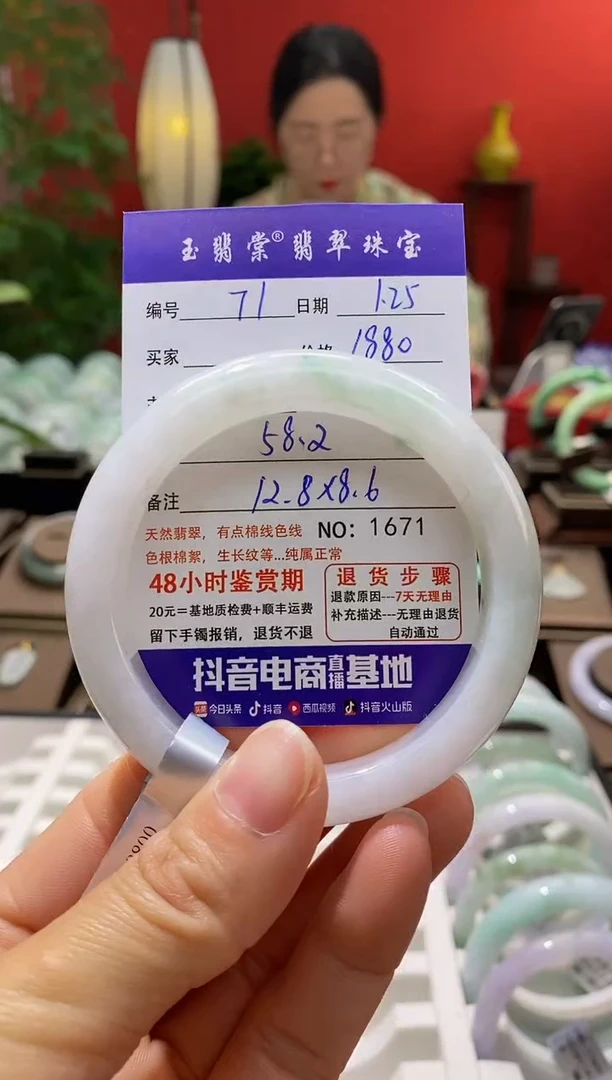 玉翡棠®翡翠珠宝
编号 71 日期 1.25
买家 价格 1880
58.2
备注 12.8X8.6
天然翡翠，有点棉线色线 NO：1671
色根棉絮，生长纹等...纯属正常
48小时鉴赏期
20元=基地质检费+顺丰运费
留下手镯报销，退货不退
退货步骤
退款原因---7天无理由
补充描述---无理由退货
自动通过
抖音电商直播基地
头条 今日头条 抖音 西瓜视频 抖音火山版